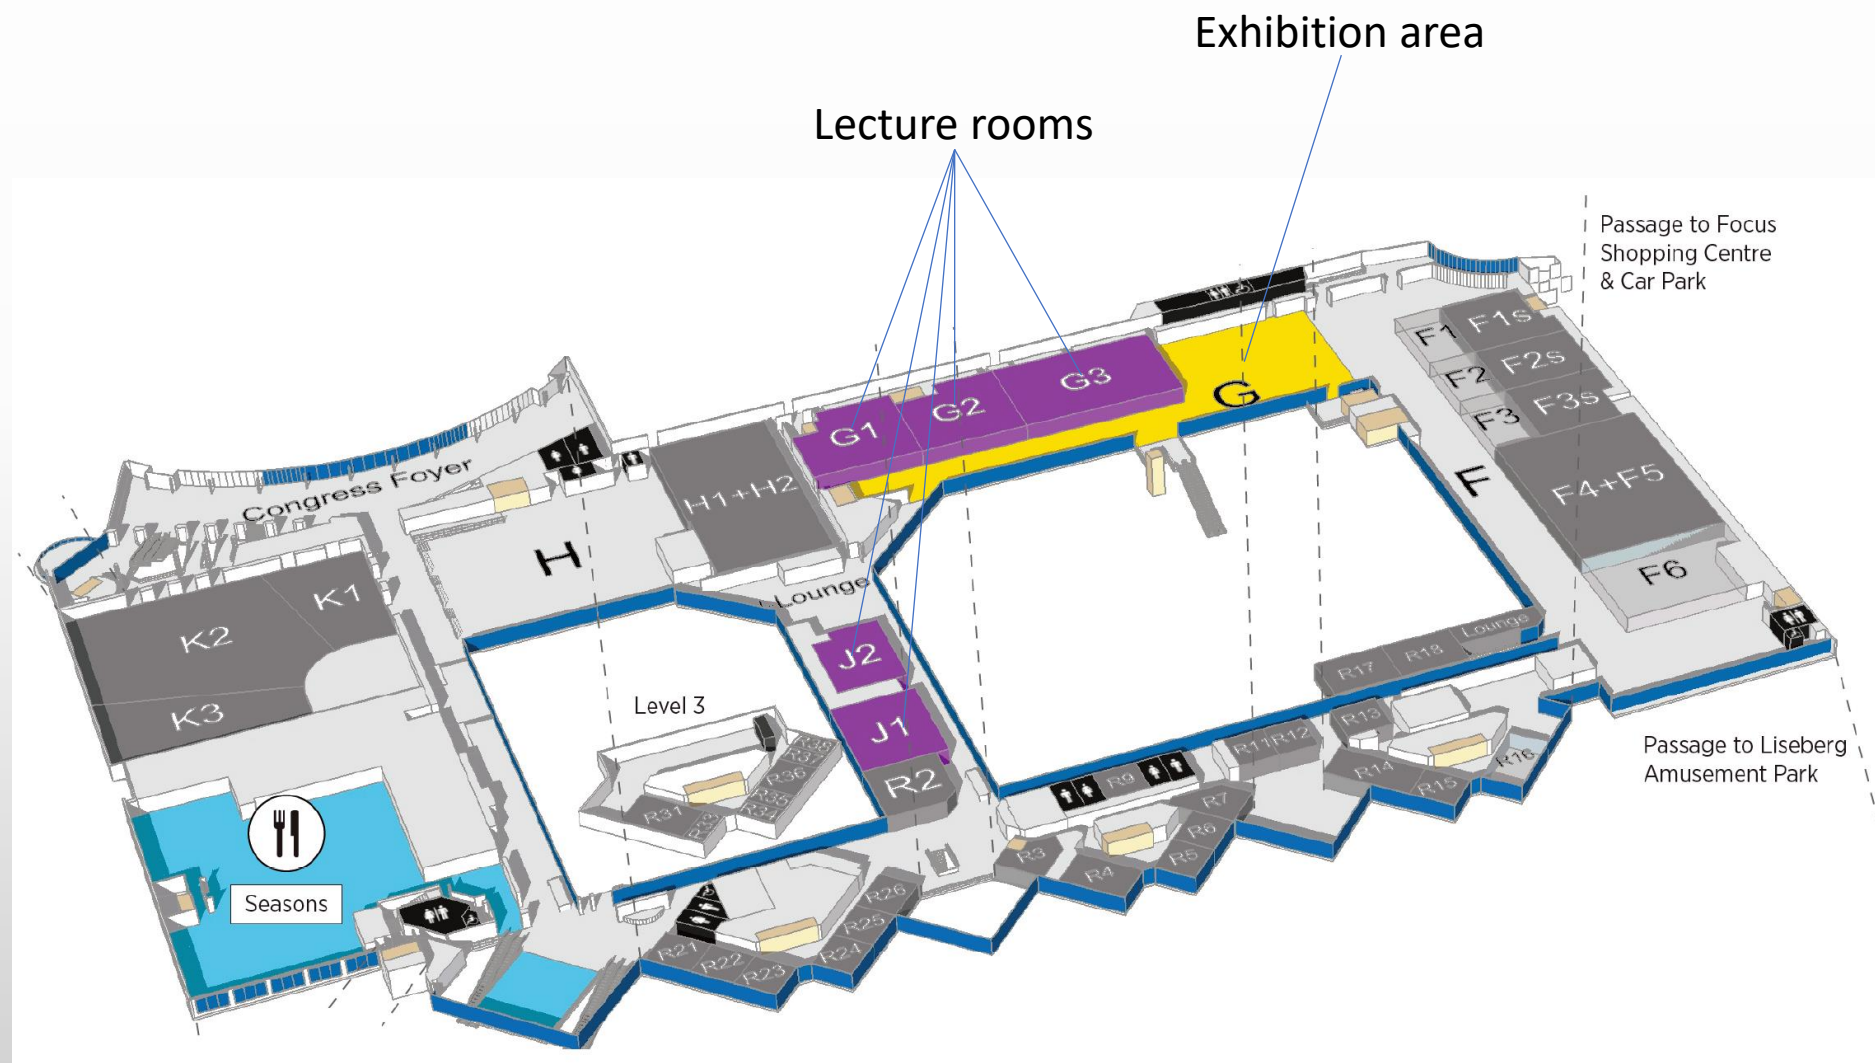 Exhibition area
Lecture rooms
Passage to Focus
Shopping Centre
& Car Park
F1s
F1
F2s
F2
F3s
F3
G3
G2
G1
G
Congress Foyer
H1+H2
F
F4+F5
H
F6
Lounge
K1
K2
K3
J2
J1
R2
Lounge
R18
R17
Level 3
R13
R11
R12
R16
R14
R15
R9
R7
R6
R5
R3
R4
R36
R31
R33
Passage to Liseberg
Amusement Park
Seasons
R26
R25
R24
R21
R22
R23